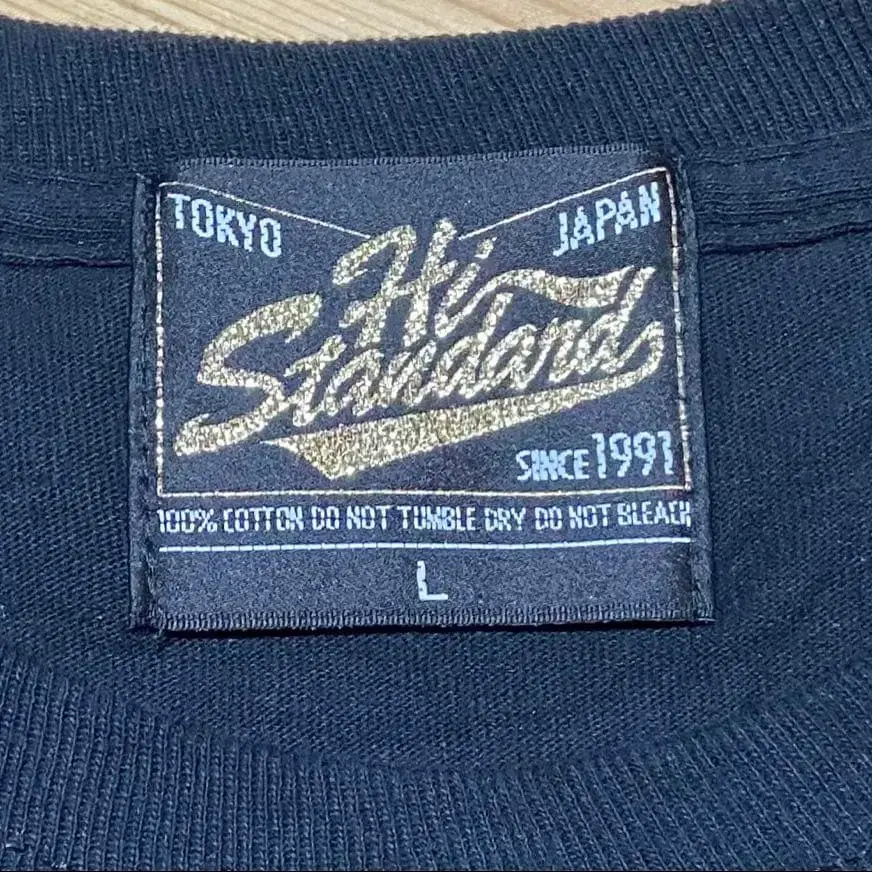 TOKYO JAPAN
Hi
Standard
SINCE 1991
100% COTTON DO NOT TUMBLE DRY DO NOT BLEACH
L